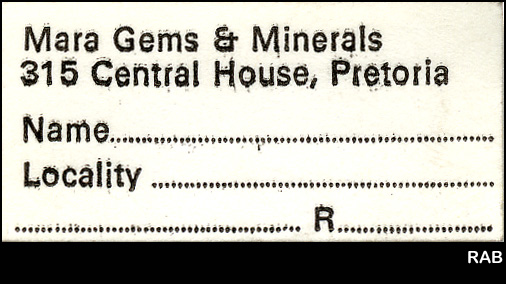 Mara Gems & Minerals
315 Central House, Pretoria
Name..........................................................
Locality ....................................................
........................................... R........................
RAB